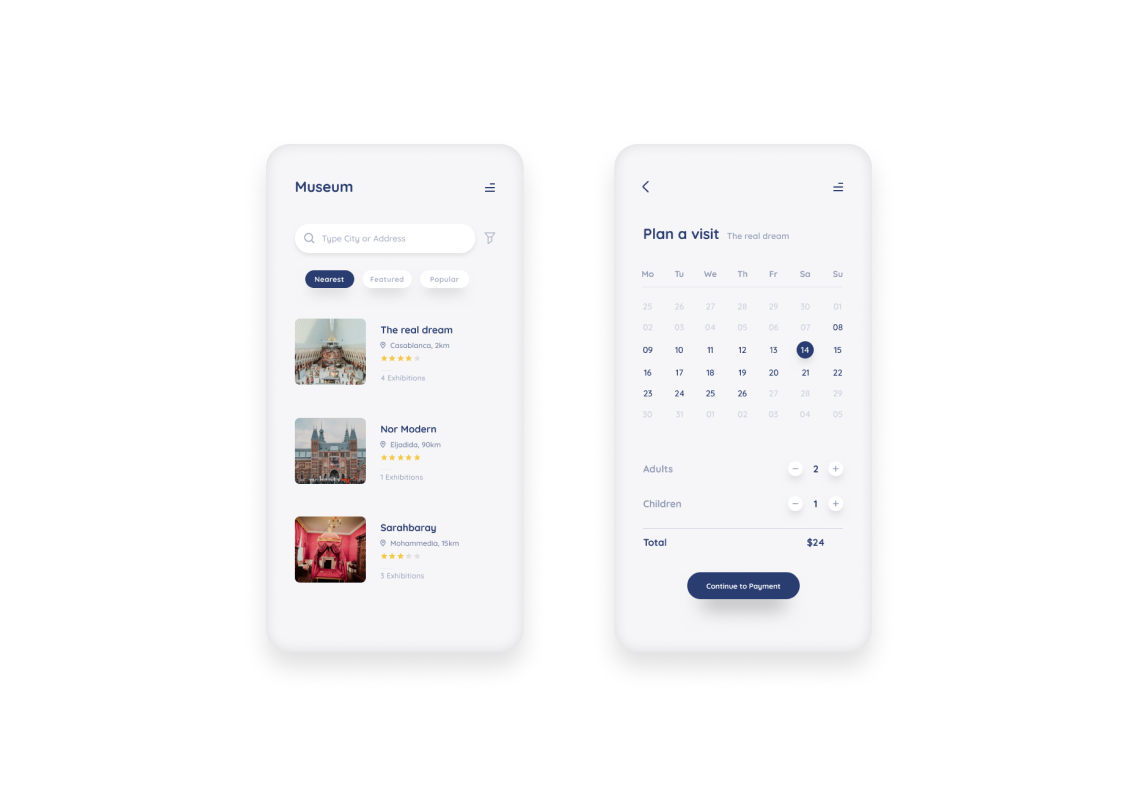 Museum
Type City or Address
Nearest Featured Popular
The real dream
Casablanca, 2km
4 Exhibitions
Nor Modern
Eljadida, 90km
1 Exhibitions
Sarahbaray
Mohammedia, 15km
3 Exhibitions
Plan a visit The real dream
Mo Tu We Th Fr Sa Su
25 26 27 28 29 30 01
02 03 04 05 06 07 08
09 10 11 12 13 14 15
16 17 18 19 20 21 22
23 24 25 26 27 28 29
30 31 01 02 03 04 05
Adults − 2 +
Children − 1 +
Total $24
Continue to Payment